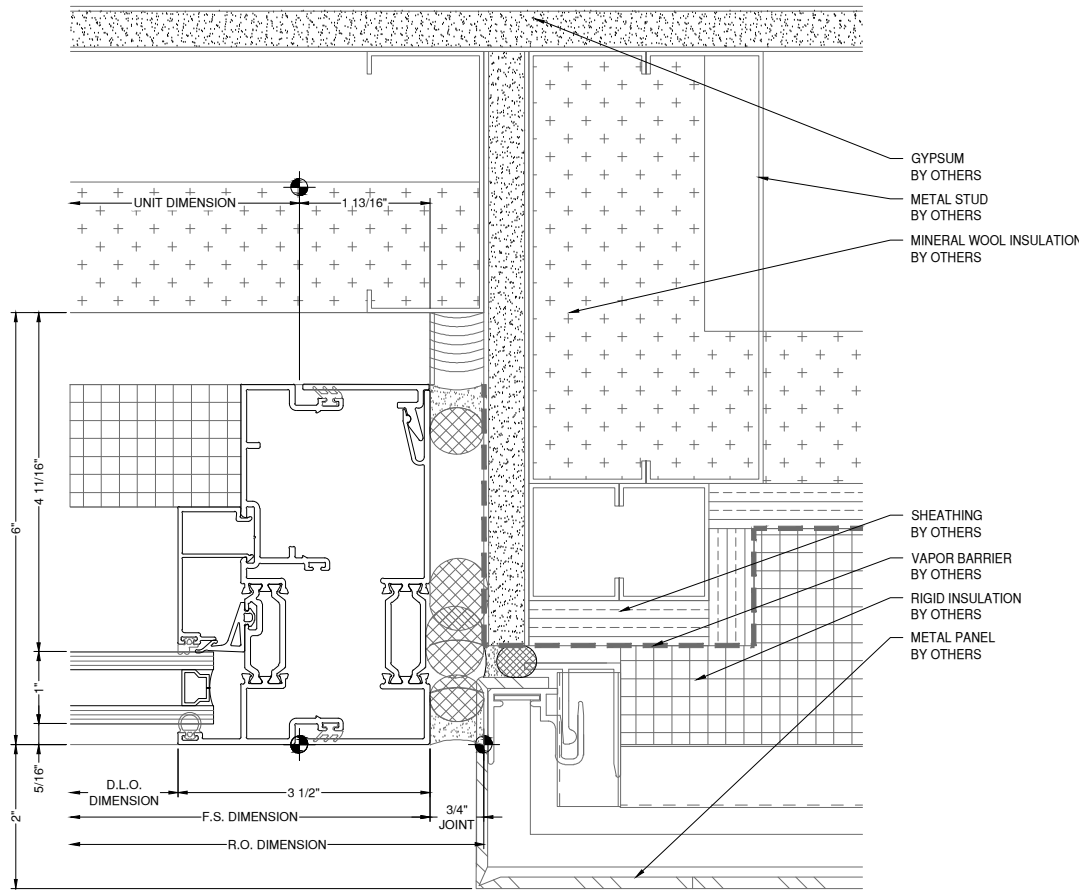 GYPSUM
BY OTHERS
METAL STUD
BY OTHERS
MINERAL WOOL INSULATION
BY OTHERS
UNIT DIMENSION
1 13/16"
4 11/16"
6"
SHEATHING
BY OTHERS
VAPOR BARRIER
BY OTHERS
RIGID INSULATION
BY OTHERS
METAL PANEL
BY OTHERS
1"
5/16"
2"
D.L.O.
DIMENSION
3 1/2"
F.S. DIMENSION
3/4"
JOINT
R.O. DIMENSION